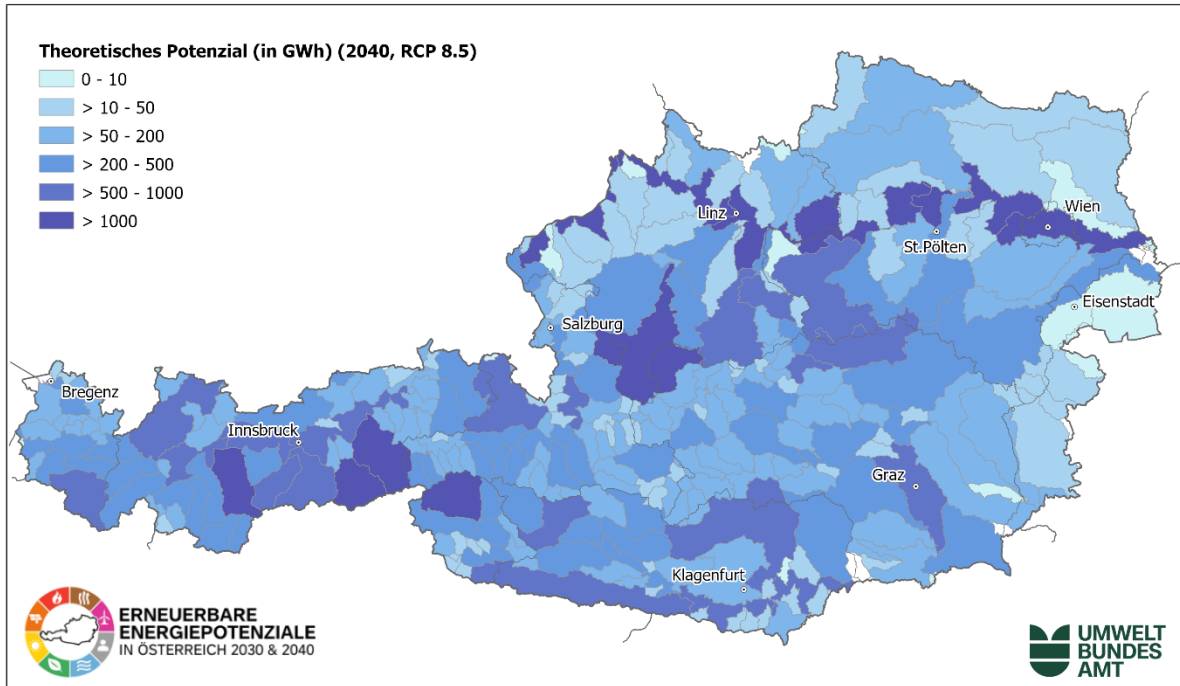 Theoretisches Potenzial (in GWh) (2040, RCP 8.5)
0 - 10
> 10 - 50
> 50 - 200
> 200 - 500
> 500 - 1000
> 1000
Linz
Wien
St.Pölten
Eisenstadt
Salzburg
Bregenz
Innsbruck
Graz
Klagenfurt
ERNEUERBARE
ENERGIEPOTENZIALE
IN ÖSTERREICH 2030 & 2040
UMWELT
BUNDES
AMT